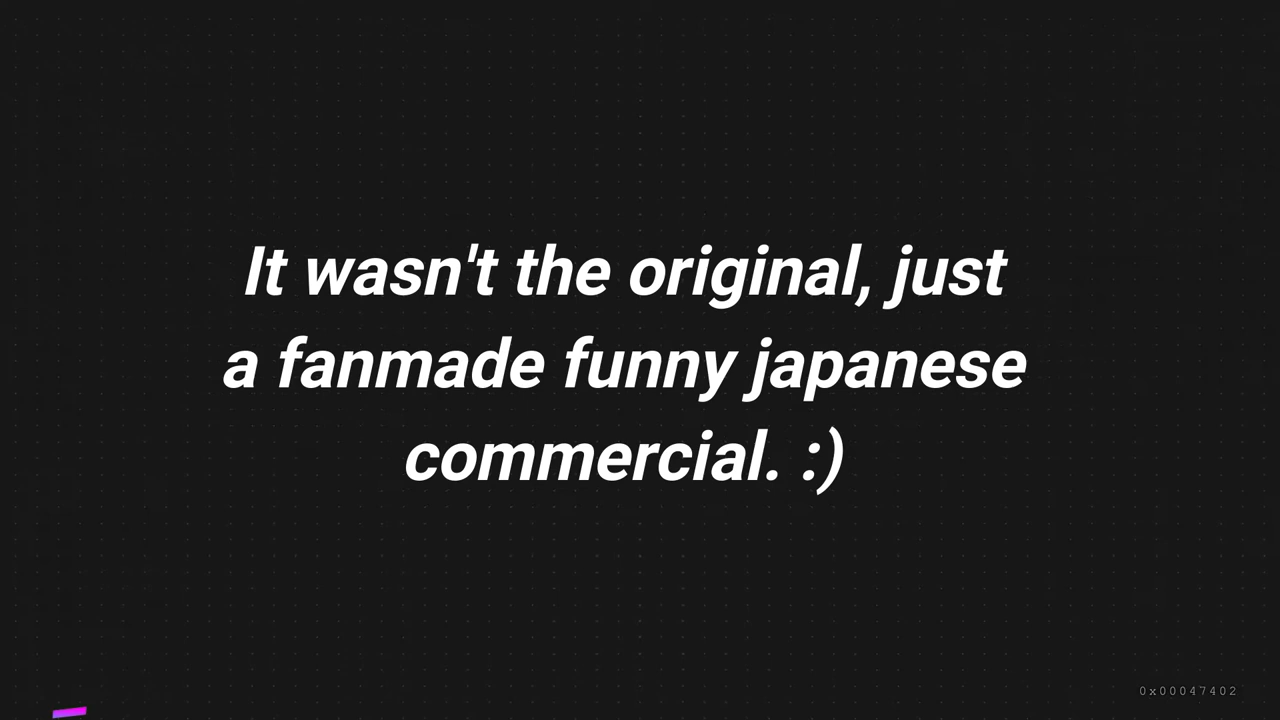 It wasn't the original, just
a fanmade funny japanese
commercial. :)
0x00047402